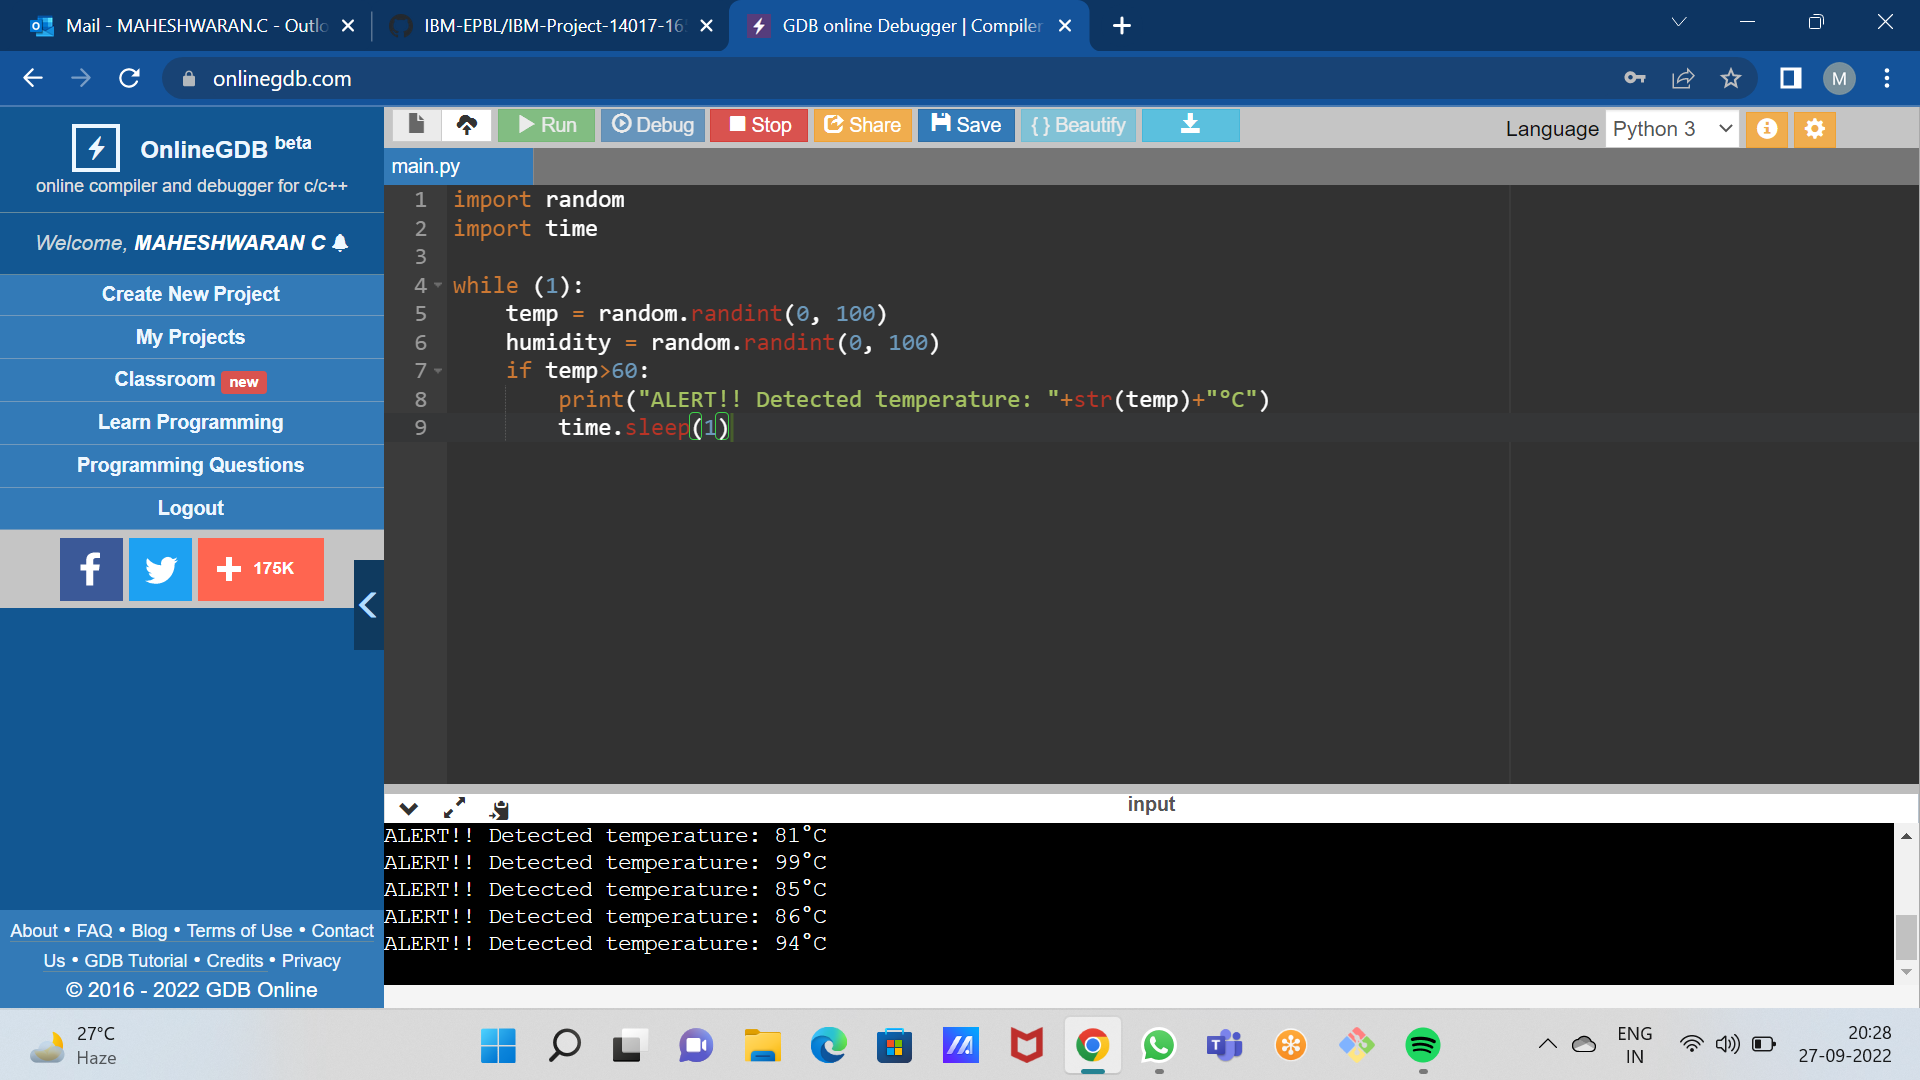 Mail - MAHESHWARAN.C - Outlo
IBM-EPBL/IBM-Project-14017-16
GDB online Debugger | Compiler
onlinegdb.com
M
OnlineGDB beta
online compiler and debugger for c/c++
Welcome, MAHESHWARAN C
Create New Project
My Projects
Classroom new
Learn Programming
Programming Questions
Logout
f
+ 175K
About • FAQ • Blog • Terms of Use • Contact
Us • GDB Tutorial • Credits • Privacy
© 2016 - 2022 GDB Online
Run
Debug
Stop
Share
Save
{ } Beautify
Language Python 3
main.py
1 import random
2 import time
3
4 while (1):
5     temp = random.randint(0, 100)
6     humidity = random.randint(0, 100)
7     if temp>60:
8         print("ALERT!! Detected temperature: "+str(temp)+"°C")
9         time.sleep(1)
input
ALERT!! Detected temperature: 81°C
ALERT!! Detected temperature: 99°C
ALERT!! Detected temperature: 85°C
ALERT!! Detected temperature: 86°C
ALERT!! Detected temperature: 94°C
27°C
Haze
ENG
IN
20:28
27-09-2022